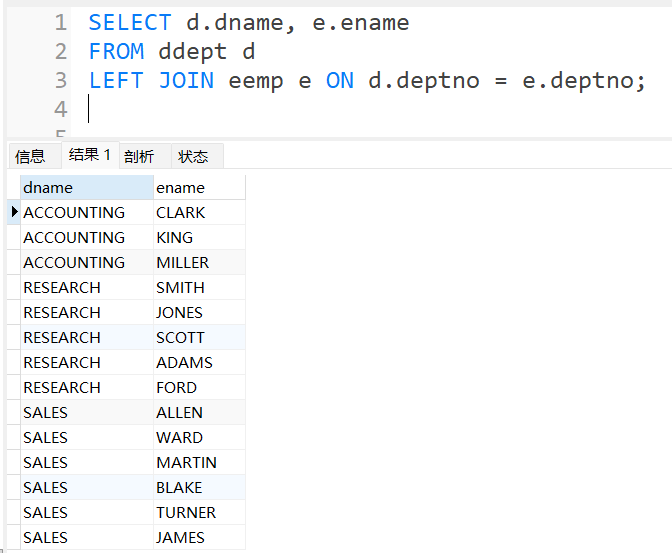 1 SELECT d.dname, e.ename
2 FROM ddept d
3 LEFT JOIN eemp e ON d.deptno = e.deptno;
4
5
信息 结果 1 剖析 状态
dname ename
ACCOUNTING CLARK
ACCOUNTING KING
ACCOUNTING MILLER
RESEARCH SMITH
RESEARCH JONES
RESEARCH SCOTT
RESEARCH ADAMS
RESEARCH FORD
SALES ALLEN
SALES WARD
SALES MARTIN
SALES BLAKE
SALES TURNER
SALES JAMES